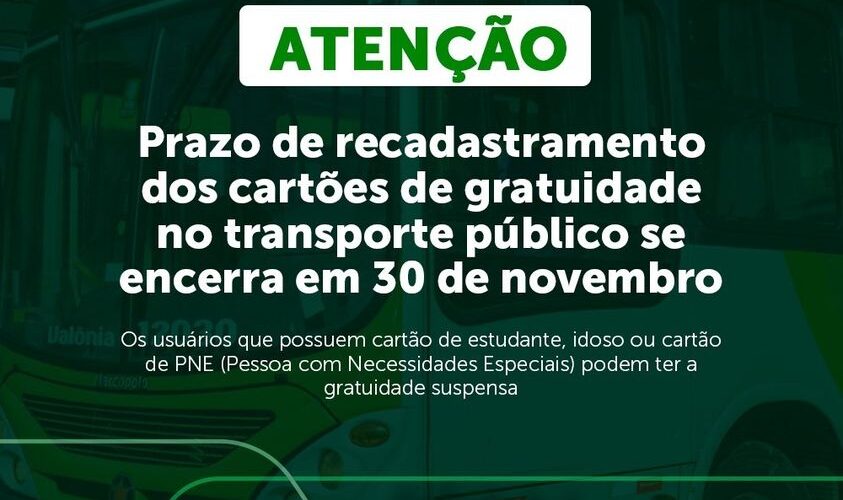 ATENÇÃO
Prazo de recadastramento
dos cartões de gratuidade
no transporte público se
encerra em 30 de novembro
Os usuários que possuem cartão de estudante, idoso ou cartão
de PNE (Pessoa com Necessidades Especiais) podem ter a
gratuidade suspensa